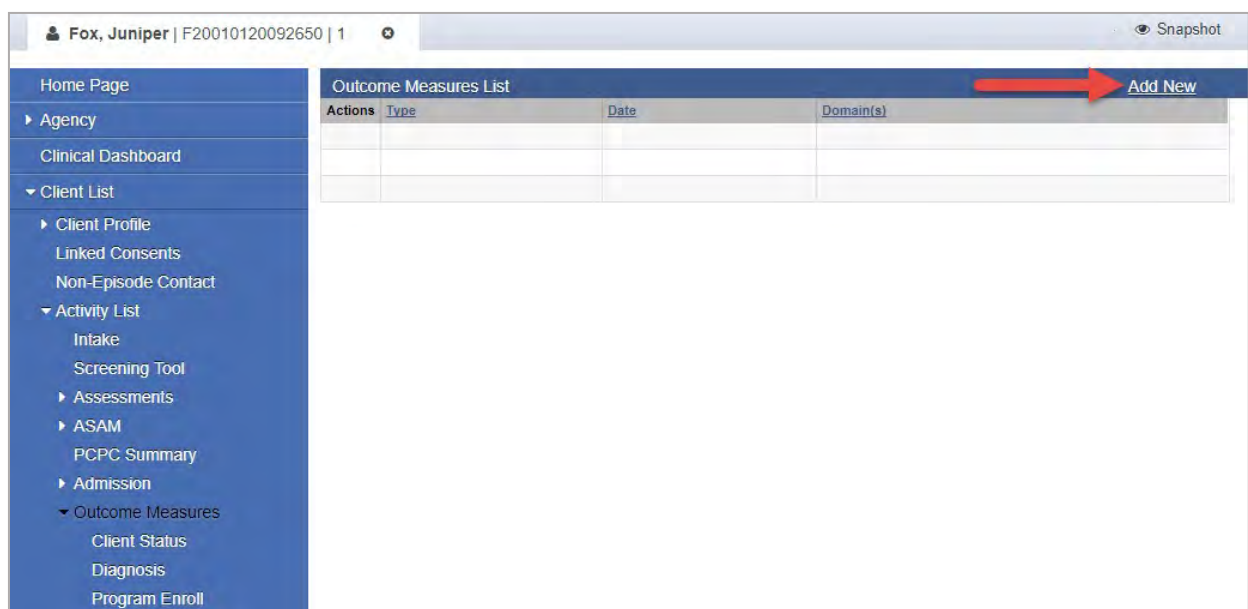 Fox, Juniper | F20010120092650 | 1
Snapshot
Home Page
Agency
Clinical Dashboard
Client List
Client Profile
Linked Consents
Non-Episode Contact
Activity List
Intake
Screening Tool
Assessments
ASAM
PCPC Summary
Admission
Outcome Measures
Client Status
Diagnosis
Program Enroll
Outcome Measures List
Add New
Actions Type Date Domain(s)